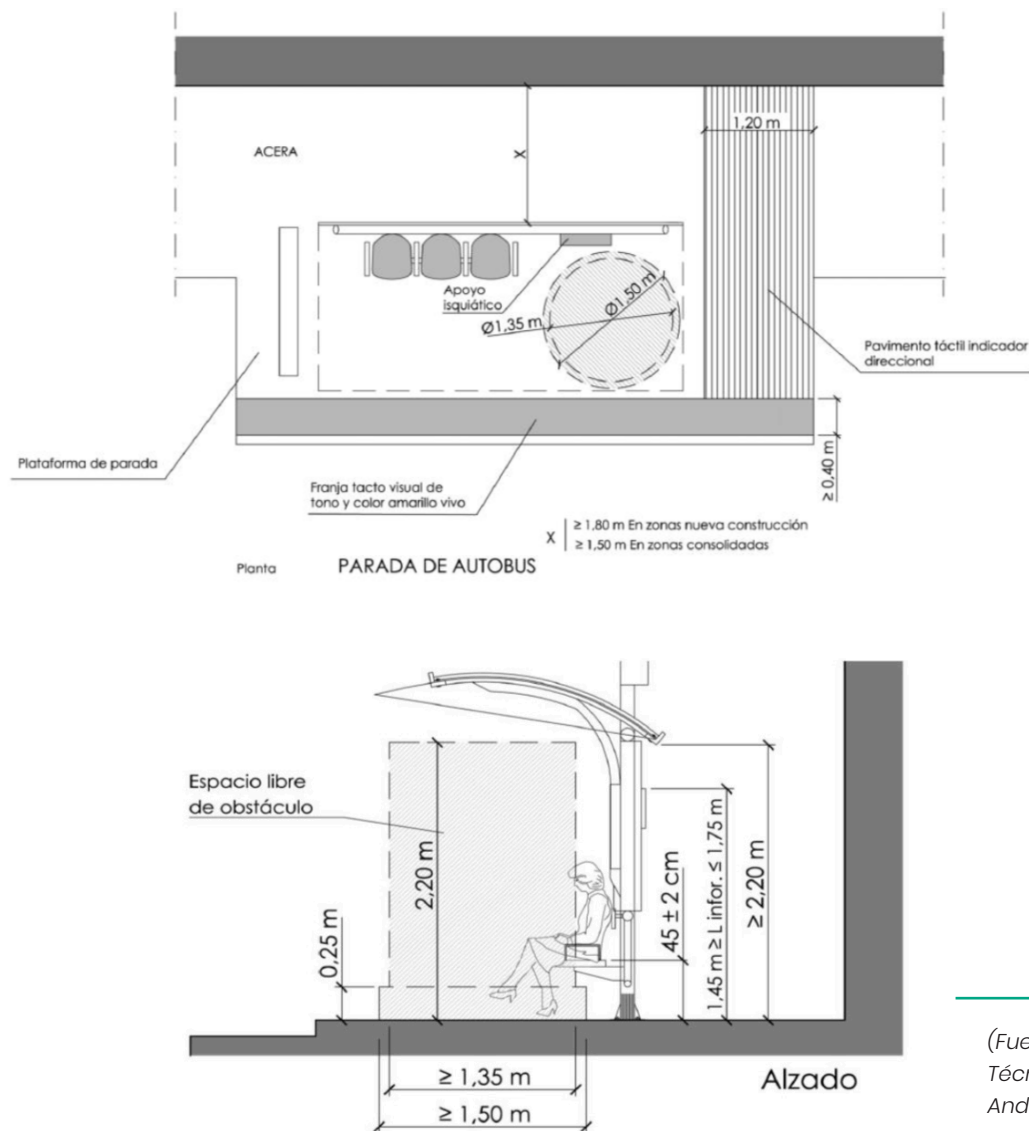 ACERA
X
1,20 m
Apoyo
isquiático
Ø1,35 m
Ø1,50 m
Pavimento táctil indicador
direccional
Plataforma de parada
Franja tacto visual de
tono y color amarillo vivo
≥ 0,40 m
X
≥ 1,80 m En zonas nueva construcción
≥ 1,50 m En zonas consolidadas
Planta
PARADA DE AUTOBUS
Espacio libre
de obstáculo
2,20 m
0,25 m
45 ± 2 cm
1,45 m ≥ L infor. ≤ 1,75 m
≥ 2,20 m
≥ 1,35 m
≥ 1,50 m
Alzado
(Fue
Técr
And